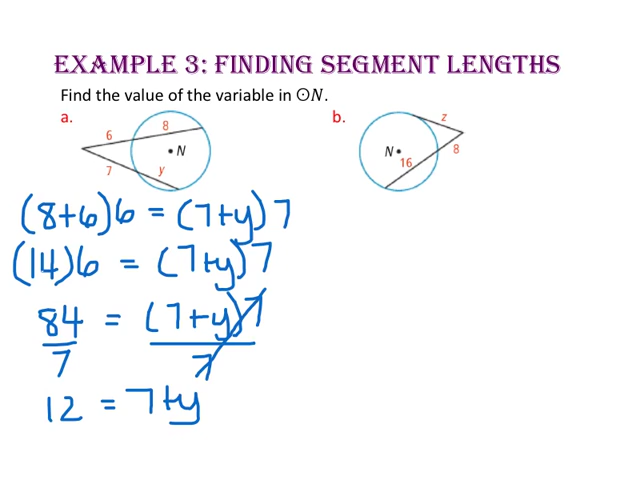 EXAMPLE 3: FINDING SEGMENT LENGTHS
Find the value of the variable in ⊙N.
a.
6
8
N
7
y
b.
z
N
16
8
(8+6)6 = (7+y)7
(14)6 = (7+y)7
84 = (7+y)7
7 7
12 = 7+y